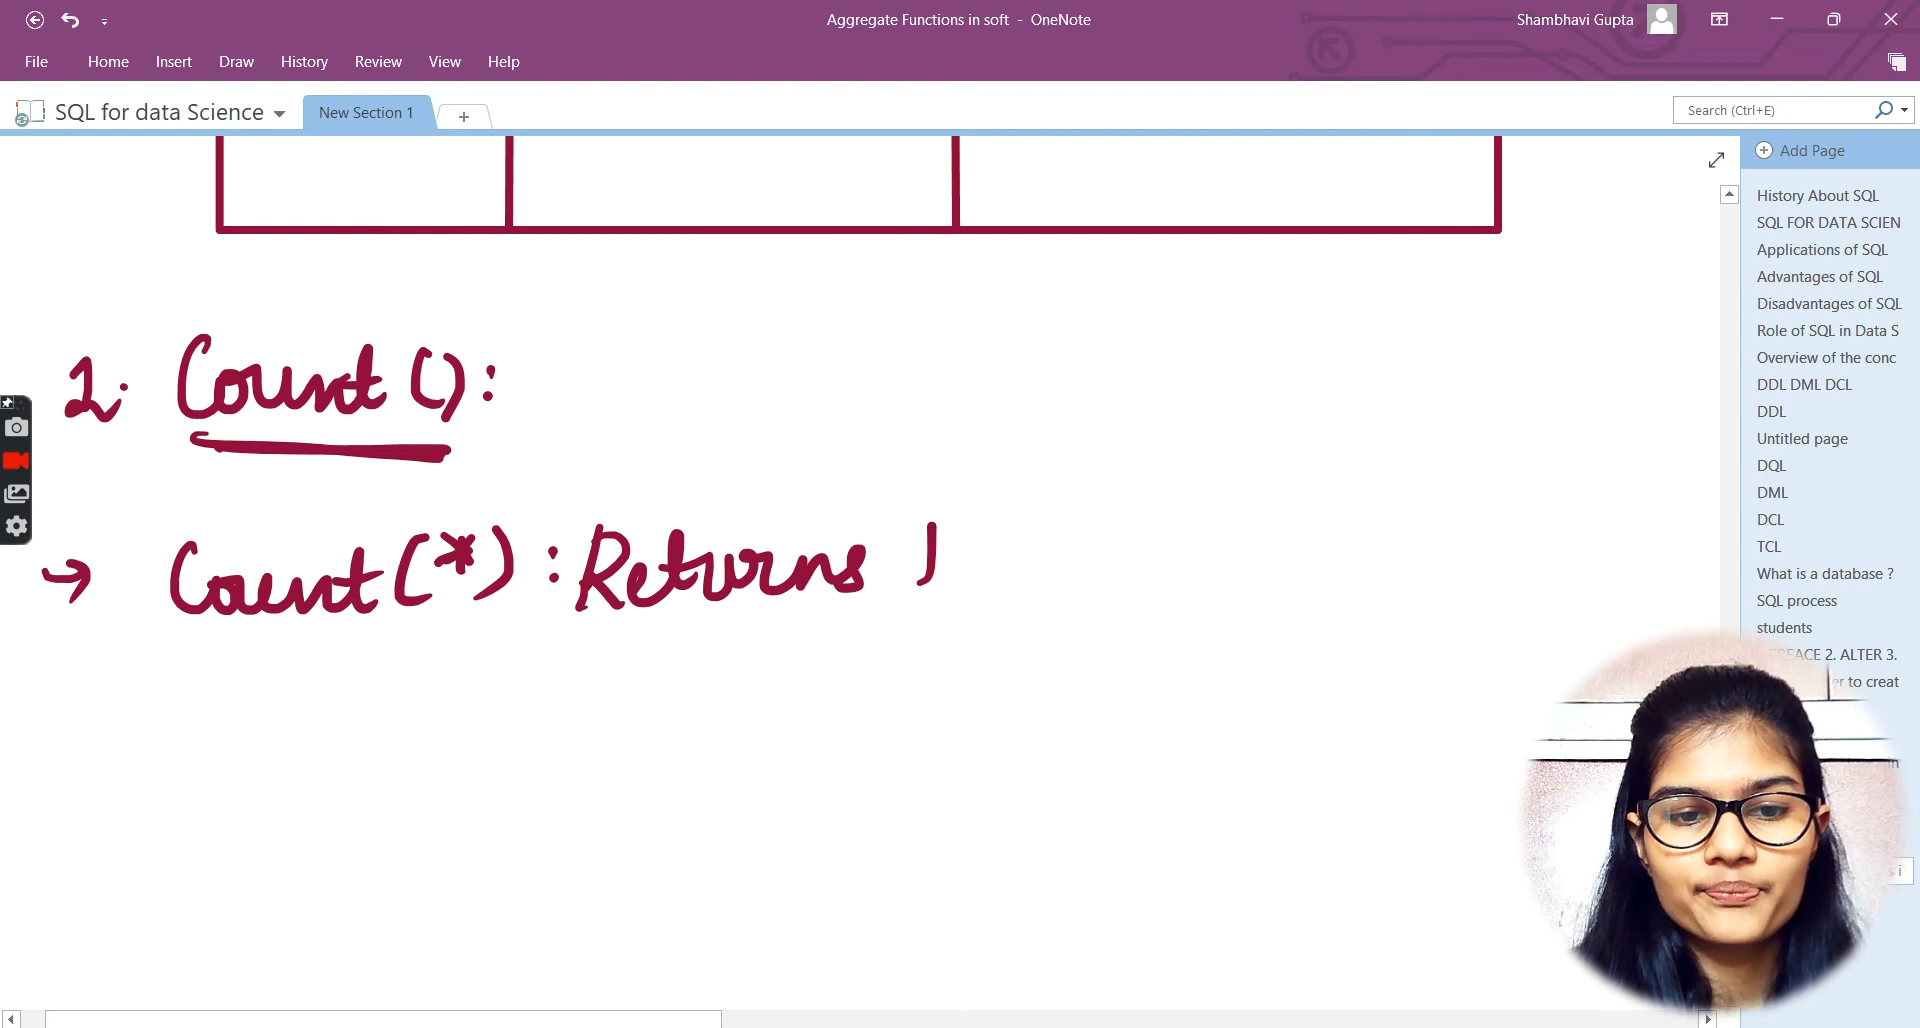 Aggregate Functions in soft - OneNote
Shambhavi Gupta
File Home Insert Draw History Review View Help
SQL for data Science
New Section 1
+
Search (Ctrl+E)
Add Page
History About SQL
SQL FOR DATA SCIEN
Applications of SQL
Advantages of SQL
Disadvantages of SQL
Role of SQL in Data S
Overview of the conc
DDL DML DCL
DDL
Untitled page
DQL
DML
DCL
TCL
What is a database ?
SQL process
students
2. ALTER 3.
to creat
1. Count():
→ Count(*) : Returns